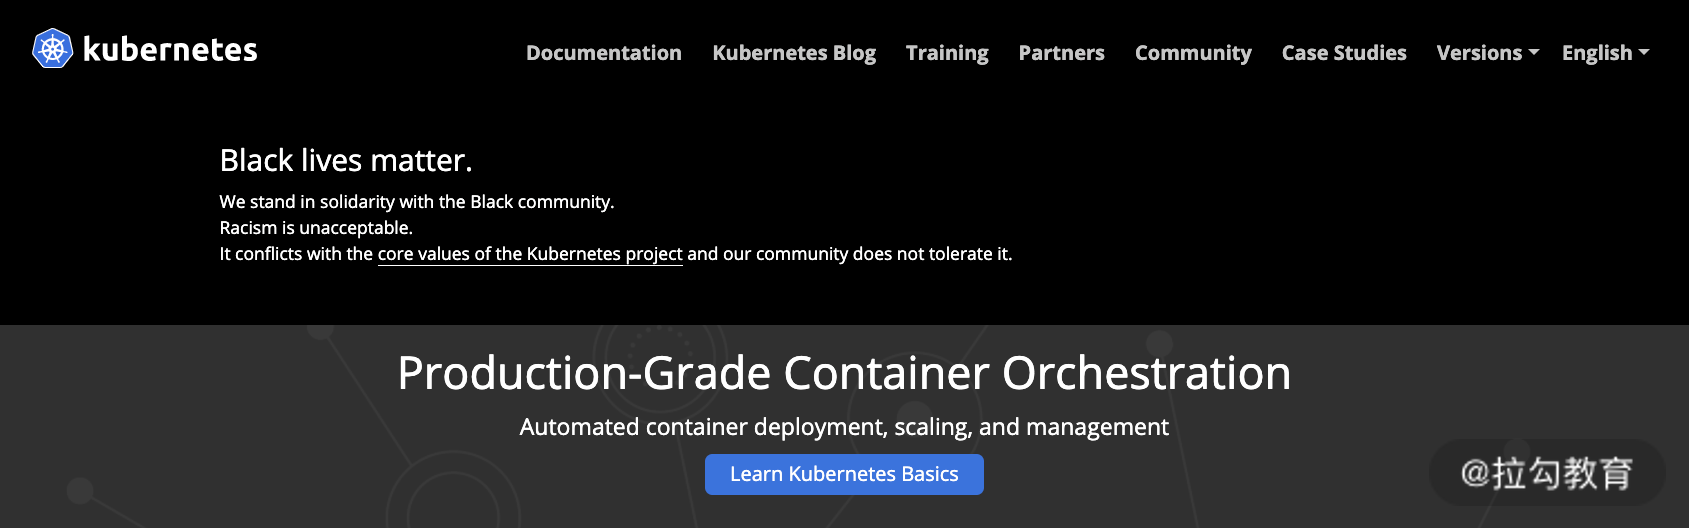 kubernetes
Documentation Kubernetes Blog Training Partners Community Case Studies Versions English
Black lives matter.
We stand in solidarity with the Black community.
Racism is unacceptable.
It conflicts with the core values of the Kubernetes project and our community does not tolerate it.
Production-Grade Container Orchestration
Automated container deployment, scaling, and management
Learn Kubernetes Basics
@拉勾教育